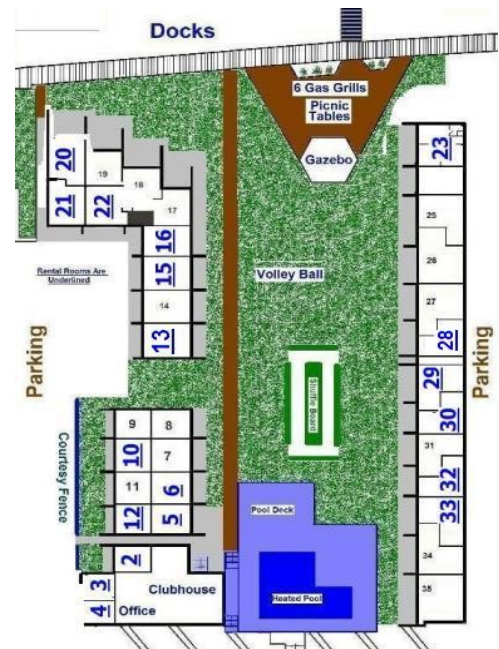 Docks
6 Gas Grills
Picnic
Tables
Gazebo
20
19
18
21
22
17
16
15
14
13
Rental Rooms Are
Underlined
Parking
Volley Ball
23
25
26
27
28
29
30
31
32
33
34
35
Parking
Shuffle Board
Courtesy Fence
9
8
10
7
11
6
12
5
2
3
4
Clubhouse
Office
Pool Deck
Heated Pool